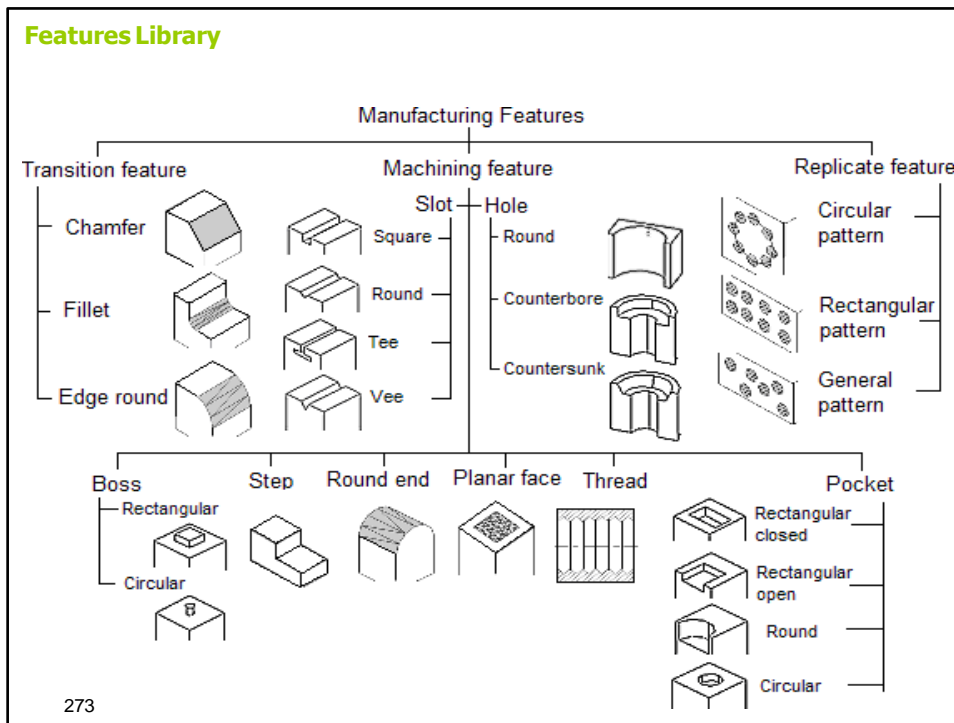 Features Library
Manufacturing Features
Transition feature
Machining feature
Replicate feature
Chamfer
Fillet
Edge round
Slot
Square
Round
Tee
Vee
Hole
Round
Counterbore
Countersunk
Circular
pattern
Rectangular
pattern
General
pattern
Boss
Rectangular
Circular
Step
Round end
Planar face
Thread
Pocket
Rectangular
closed
Rectangular
open
Round
Circular
273